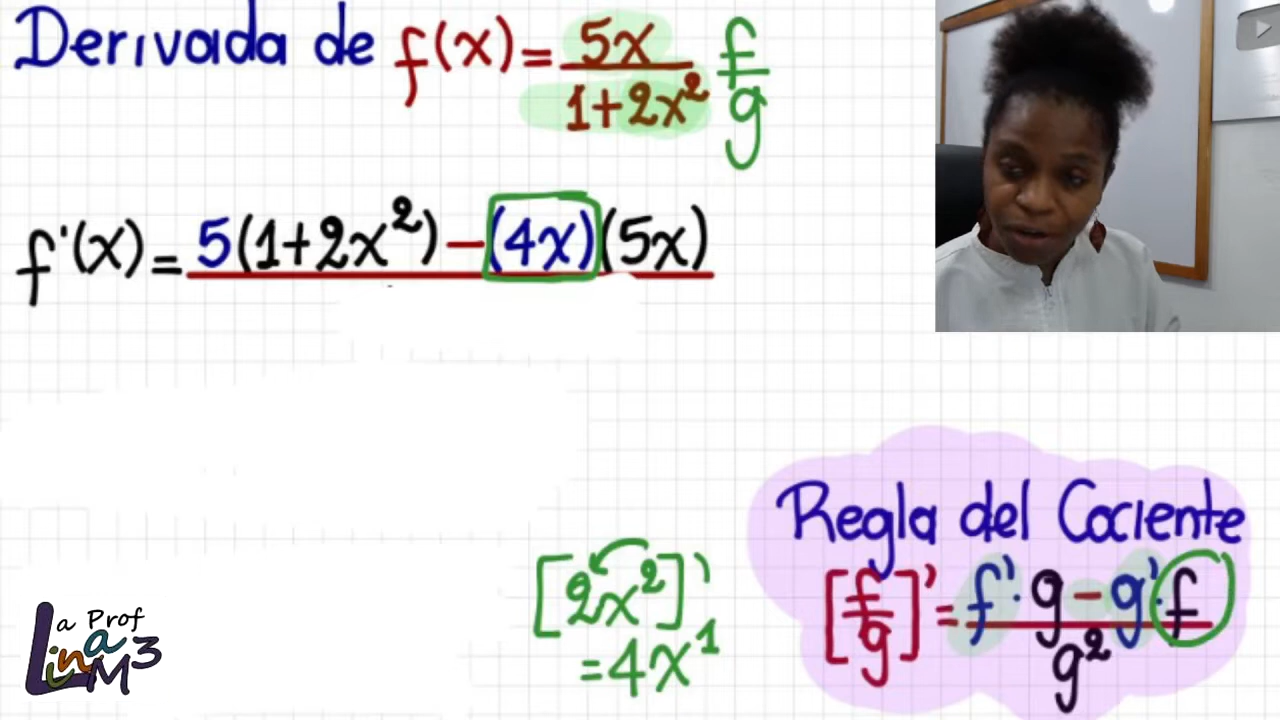 Derivada de f(x) = 5x / 1+2x² f/g
f'(x) = 5(1+2x²) – (4x)(5x)
[2x²]'
= 4x¹
Regla del Cociente
[f/g]' = f'·g – g'·f / g²
La Prof
Lina M3